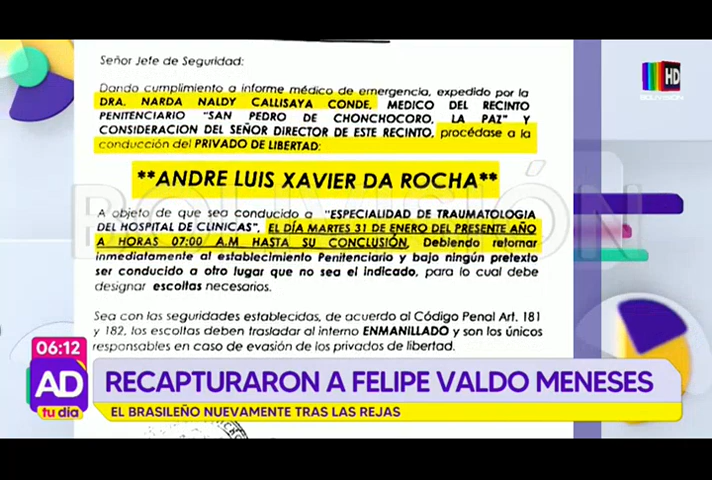 Señor Jefe de Seguridad:
HD
BOLIVISIÓN
Dando cumplimiento a informe médico de emergencia, expedido por la
DRA. NARDA NALDY CALLISAYA CONDE, MEDICO DEL RECINTO
PENITENCIARIO "SAN PEDRO DE CHONCHOCORO, LA PAZ" Y
CONSIDERACION DEL SEÑOR DIRECTOR DE ESTE RECINTO, procédase a la
conducción del PRIVADO DE LIBERTAD:
**ANDRE LUIS XAVIER DA ROCHA**
BOLIVISIÓN
A objeto de que sea conducido a "ESPECIALIDAD DE TRAUMATOLOGIA
DEL HOSPITAL DE CLINICAS", EL DÍA MARTES 31 DE ENERO DEL PRESENTE AÑO
A HORAS 07:00 A.M HASTA SU CONCLUSIÓN, Debiendo retornar
inmediatamente al establecimiento Penitenciario y bajo ningún pretexto
ser conducido a otro lugar que no sea el indicado, para lo cual debe
designar escoltas necesarios.
Sea con las seguridades establecidas, de acuerdo al Código Penal Art. 181
y 182, los escoltas deben trasladar al interno ENMANILLADO y son los únicos
responsables en caso de evasión de los privados de libertad.
06:12
AD
tu día
RECAPTURARON A FELIPE VALDO MENESES
EL BRASILEÑO NUEVAMENTE TRAS LAS REJAS